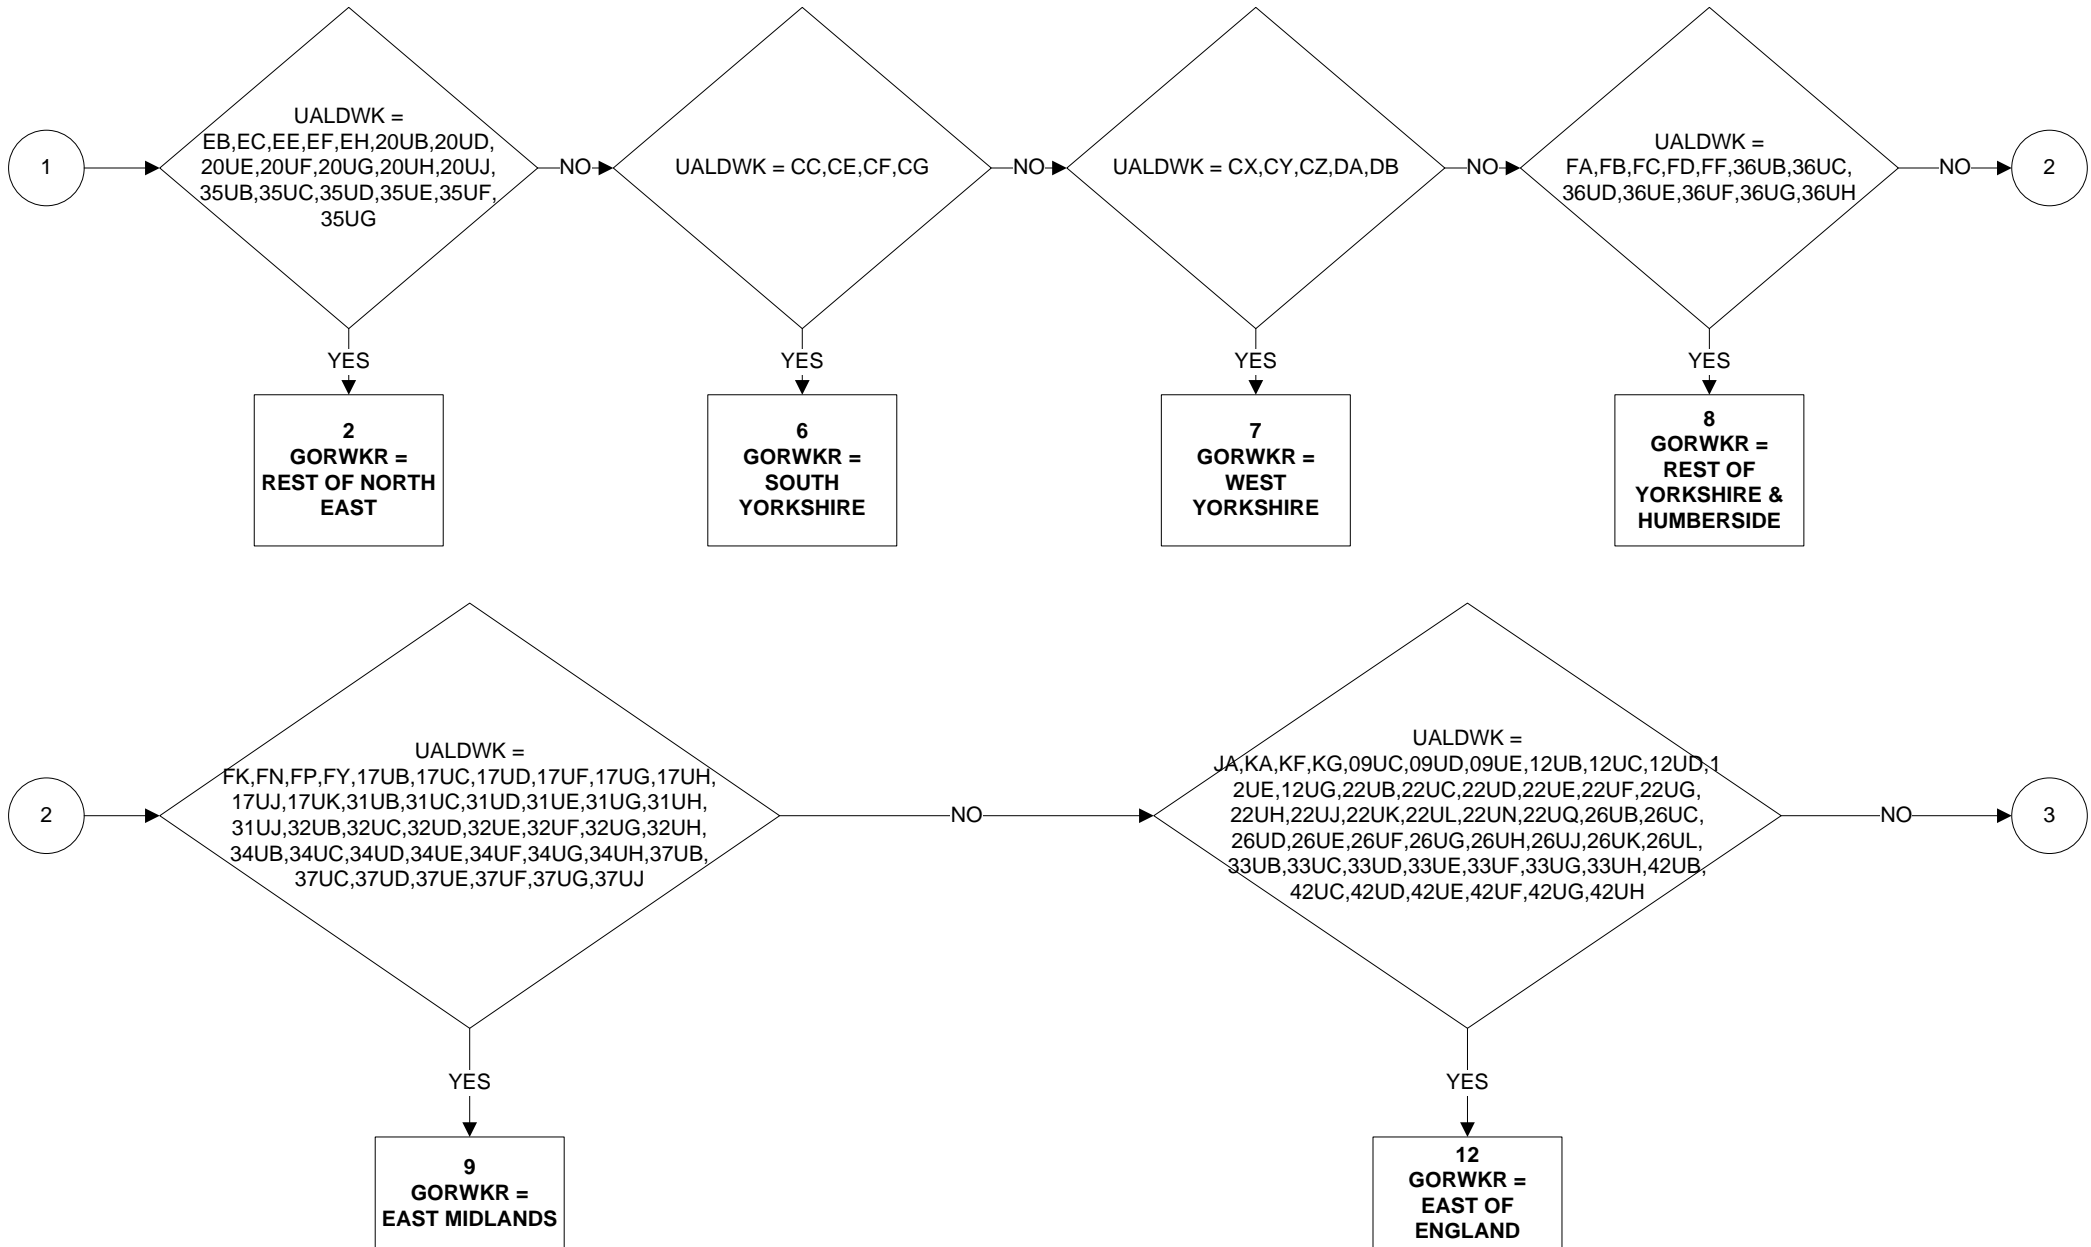 1
UALDWK =
EB,EC,EE,EF,EH,20UB,20UD,
20UE,20UF,20UG,20UH,20UJ,
35UB,35UC,35UD,35UE,35UF,
35UG
NO
UALDWK = CC,CE,CF,CG
NO
UALDWK = CX,CY,CZ,DA,DB
NO
UALDWK =
FA,FB,FC,FD,FF,36UB,36UC,
36UD,36UE,36UF,36UG,36UH
NO
2
YES
YES
YES
YES
2
GORWKR =
REST OF NORTH
EAST
6
GORWKR =
SOUTH
YORKSHIRE
7
GORWKR =
WEST
YORKSHIRE
8
GORWKR =
REST OF
YORKSHIRE &
HUMBERSIDE
2
UALDWK =
FK,FN,FP,FY,17UB,17UC,17UD,17UF,17UG,17UH,
17UJ,17UK,31UB,31UC,31UD,31UE,31UG,31UH,
31UJ,32UB,32UC,32UD,32UE,32UF,32UG,32UH,
34UB,34UC,34UD,34UE,34UF,34UG,34UH,37UB,
37UC,37UD,37UE,37UF,37UG,37UJ
NO
UALDWK =
JA,KA,KF,KG,09UC,09UD,09UE,12UB,12UC,12UD,1
2UE,12UG,22UB,22UC,22UD,22UE,22UF,22UG,
22UH,22UJ,22UK,22UL,22UN,22UQ,26UB,26UC,
26UD,26UE,26UF,26UG,26UH,26UJ,26UK,26UL,
33UB,33UC,33UD,33UE,33UF,33UG,33UH,42UB,
42UC,42UD,42UE,42UF,42UG,42UH
NO
3
YES
YES
9
GORWKR =
EAST MIDLANDS
12
GORWKR =
EAST OF
ENGLAND